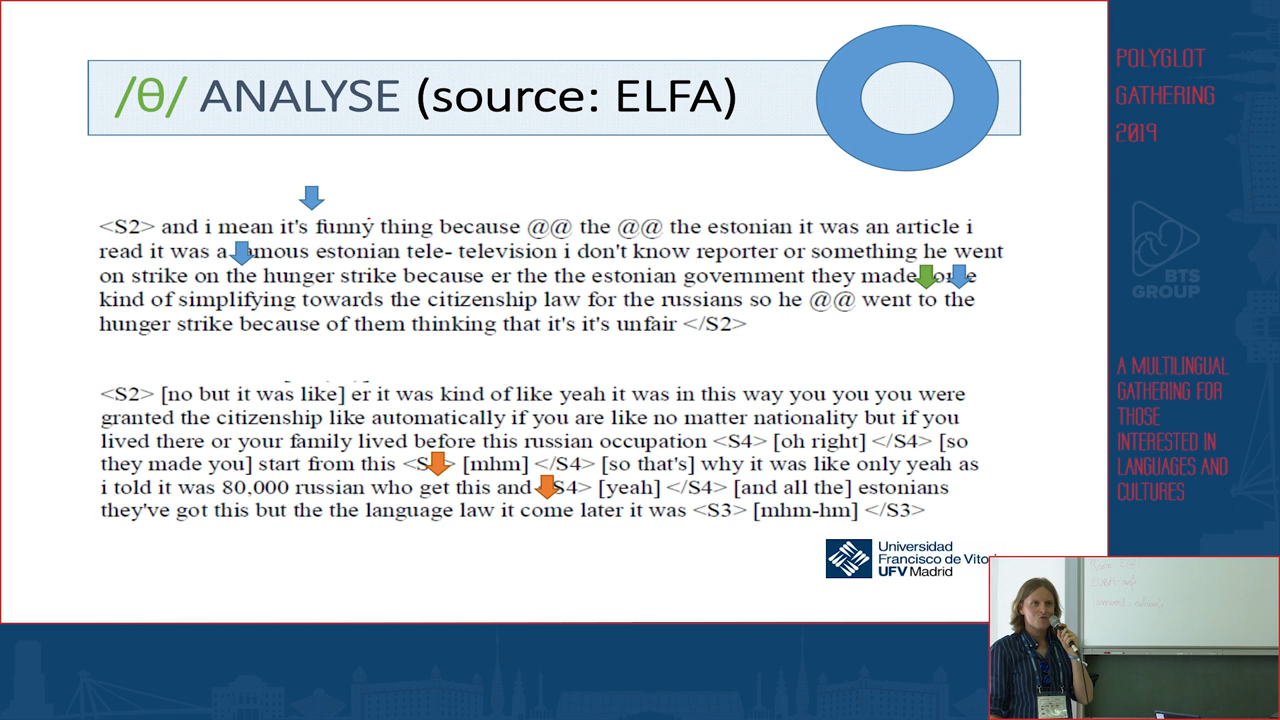 /θ/ ANALYSE (source: ELFA)
<S2> and i mean it's funny thing because @@ the @@ the estonian it was an article i
read it was a famous estonian tele- television i don't know reporter or something he went
on strike on the hunger strike because er the the estonian government they made some
kind of simplifying towards the citizenship law for the russians so he @@ went to the
hunger strike because of them thinking that it's it's unfair </S2>
<S2> [no but it was like] er it was kind of like yeah it was in this way you you you were
granted the citizenship like automatically if you are like no matter nationality but if you
lived there or your family lived before this russian occupation <S4> [oh right] </S4> [so
they made you] start from this <S4> [mhm] </S4> [so that's] why it was like only yeah as
i told it was 80,000 russian who get this and <S4> [yeah] </S4> [and all the] estonians
they've got this but the the language law it come later it was <S3> [mhm-hm] </S3>
Universidad
Francisco de Vitoria
UFV Madrid
POLYGLOT
GATHERING
2019
BTS
GROUP
A MULTILINGUAL
GATHERING FOR
THOSE
INTERESTED IN
LANGUAGES AND
CULTURES